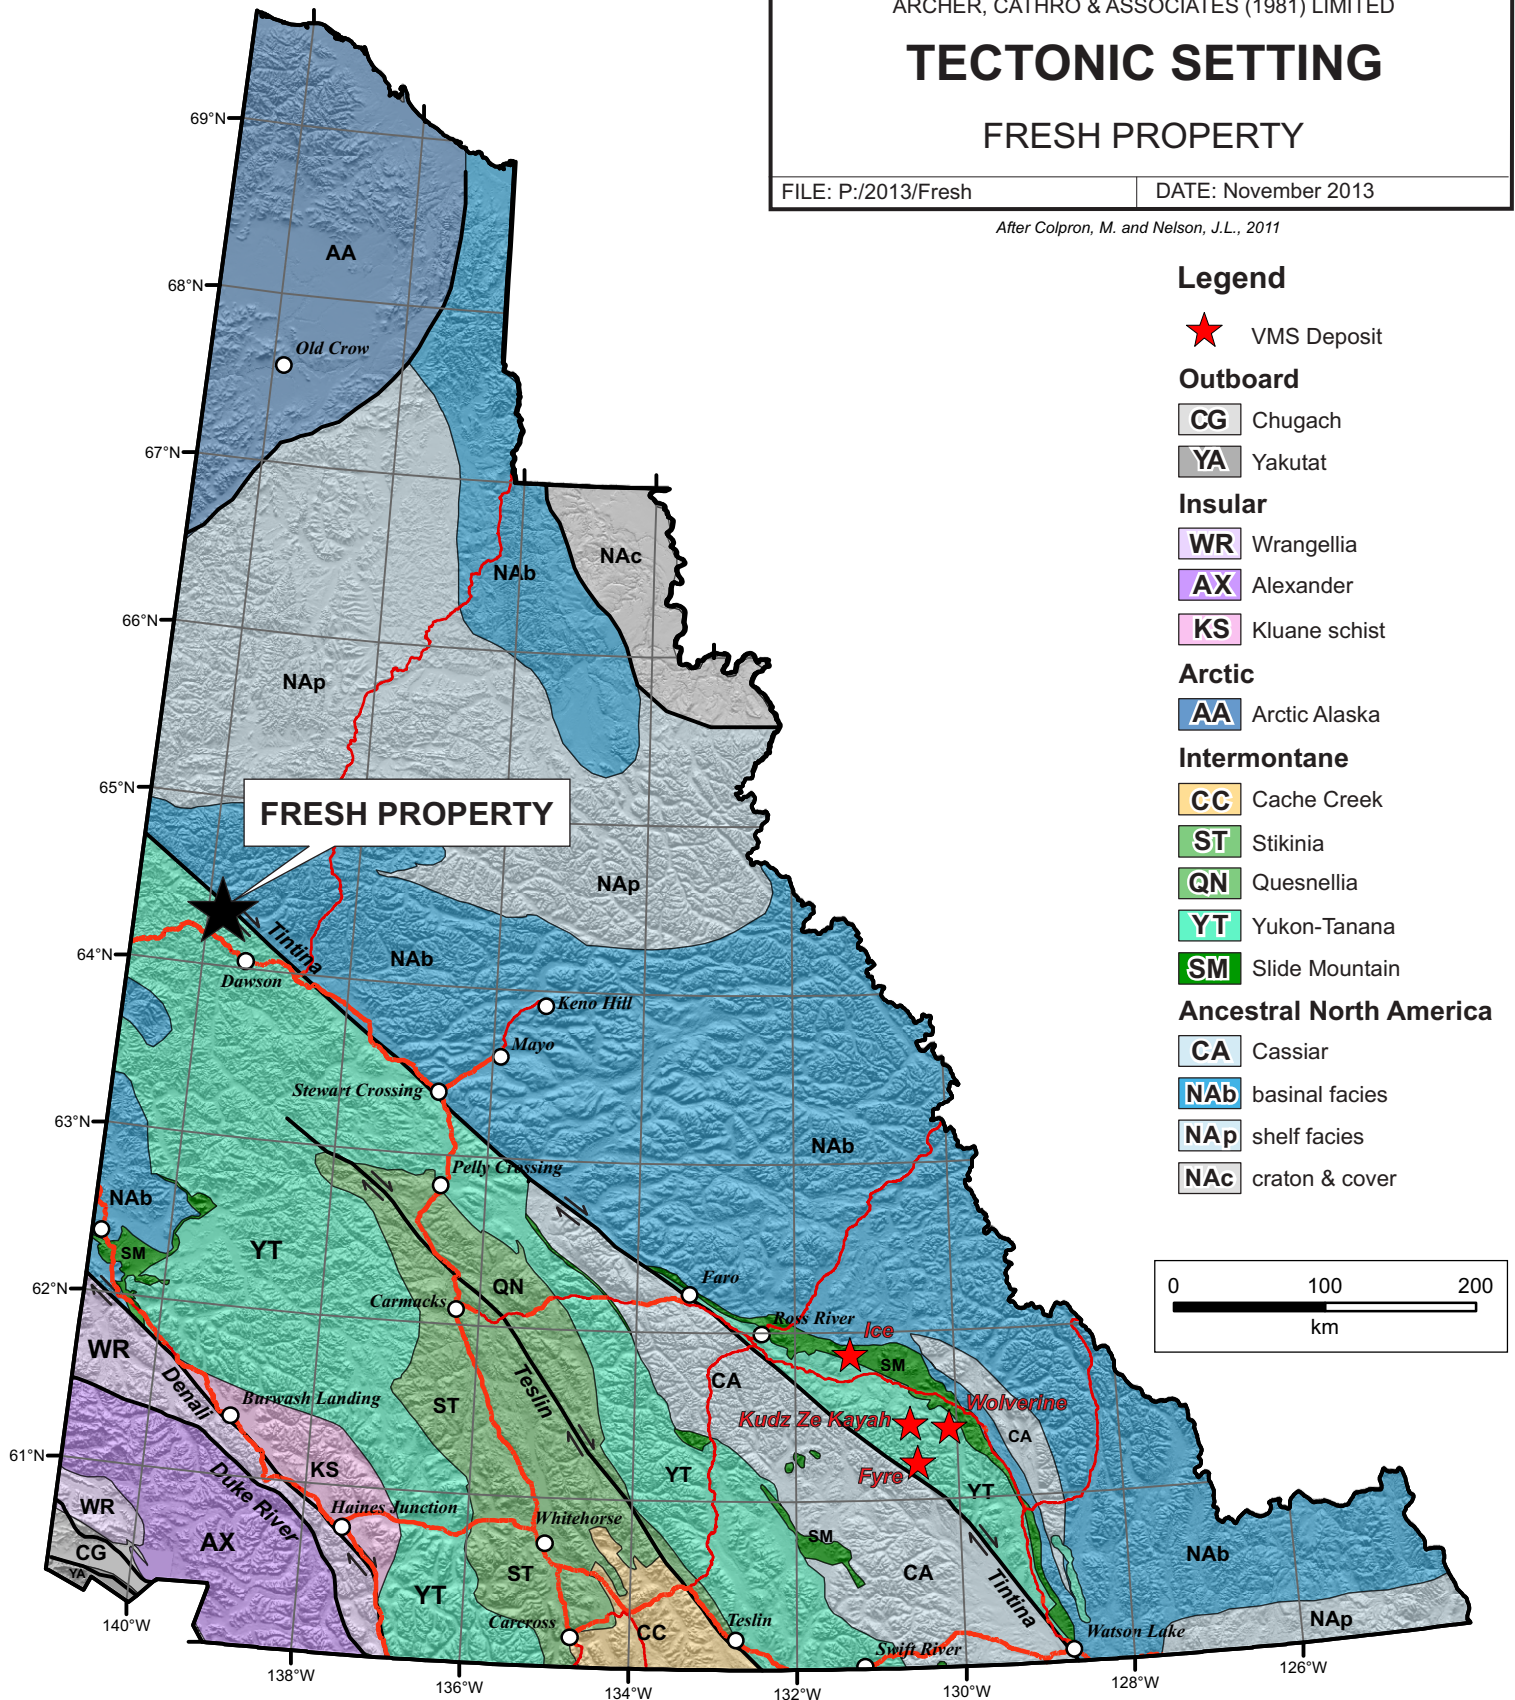 ARCHER, CATHRO & ASSOCIATES (1981) LIMITED
TECTONIC SETTING
FRESH PROPERTY
FILE: P:/2013/Fresh
DATE: November 2013
After Colpron, M. and Nelson, J.L., 2011
Legend
VMS Deposit
Outboard
CG Chugach
YA Yakutat
Insular
WR Wrangellia
AX Alexander
KS Kluane schist
Arctic
AA Arctic Alaska
Intermontane
CC Cache Creek
ST Stikinia
QN Quesnellia
YT Yukon-Tanana
SM Slide Mountain
Ancestral North America
CA Cassiar
NAb basinal facies
NAp shelf facies
NAc craton & cover
0 100 200
km
69°N
AA
68°N
Old Crow
67°N
NAc
NAb
66°N
NAp
65°N
FRESH PROPERTY
NAp
Tintina
NAb
64°N
Dawson
Keno Hill
Mayo
Stewart Crossing
63°N
NAb
Pelly Crossing
NAb
SM
YT
62°N
QN
Faro
Carmacks
Ross River
Ice
SM
WR
Denali
Burwash Landing
Teslin
CA
Wolverine
Kudz Ze Kayah
ST
CA
61°N
KS
Duke River
YT
Fyre
YT
WR
Haines Junction
Whitehorse
SM
AX
CG
YA
ST
CA
NAb
YT
Tintina
140°W
Carcross
CC
Teslin
Swift River
Watson Lake
NAp
138°W
136°W
134°W
132°W
130°W
128°W
126°W